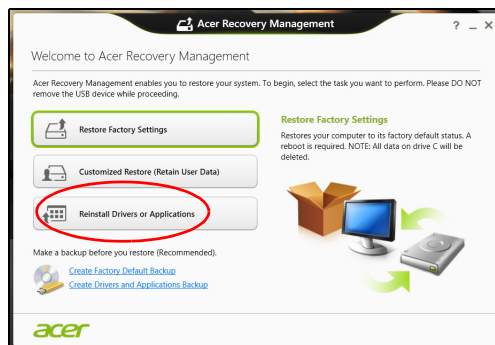 Acer Recovery Management
? _ X
Welcome to Acer Recovery Management
Acer Recovery Management enables you to restore your system. To begin, select the task you want to perform. Please DO NOT
remove the USB device while proceeding.
Restore Factory Settings
Customized Restore (Retain User Data)
Reinstall Drivers or Applications
Restore Factory Settings
Restores your computer to its factory default status. A
reboot is required. NOTE: All data on drive C will be
deleted.
Make a backup before you restore (Recommended).
Create Factory Default Backup
Create Drivers and Applications Backup
acer